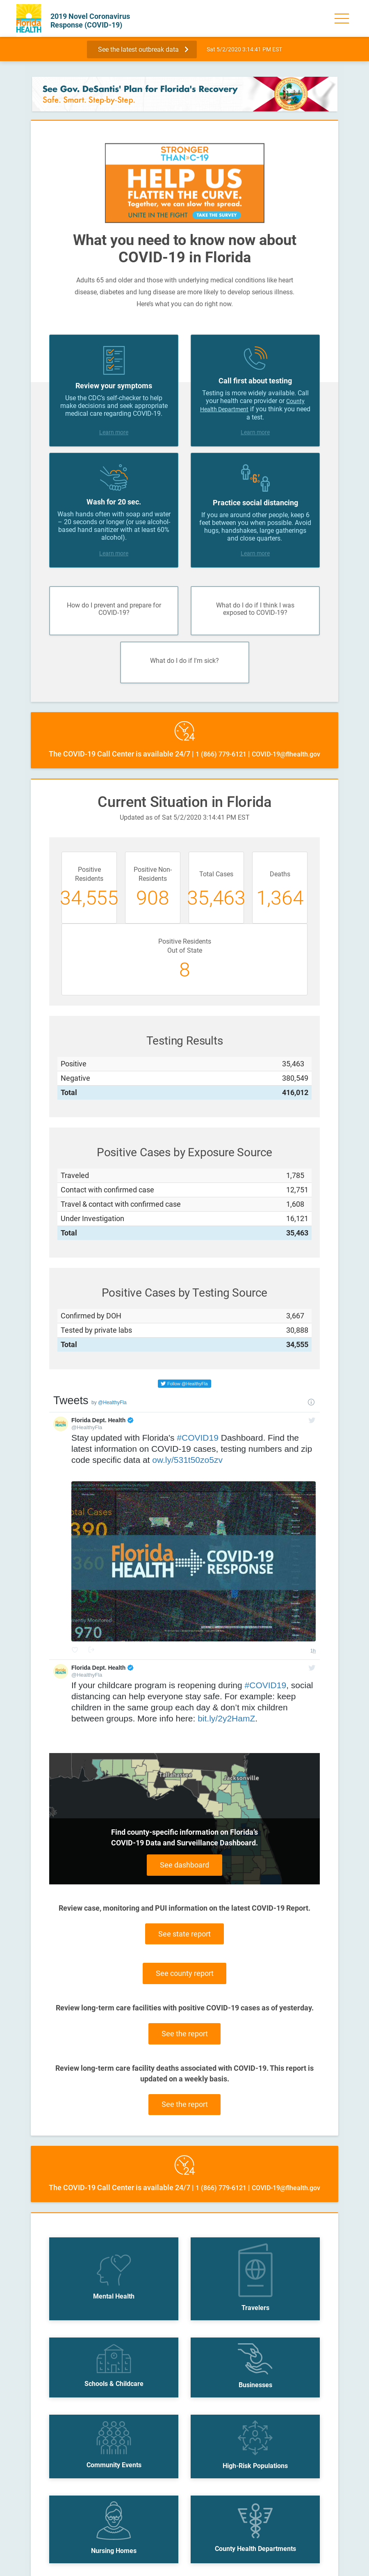 Florida
HEALTH
2019 Novel Coronavirus
Response (COVID-19)
See the latest outbreak data
Sat 5/2/2020 3:14:41 PM EST
See Gov. DeSantis' Plan for Florida's Recovery
Safe. Smart. Step-by-Step.
STRONGER
THAN C-19
HELP US
FLATTEN THE CURVE.
Together, we can slow the spread.
UNITE IN THE FIGHT
TAKE THE SURVEY
What you need to know now about
COVID-19 in Florida
Adults 65 and older and those with underlying medical conditions like heart
disease, diabetes and lung disease are more likely to develop serious illness.
Here's what you can do right now.
Review your symptoms
Use the CDC's self-checker to help
make decisions and seek appropriate
medical care regarding COVID-19.
Learn more
Call first about testing
Testing is more widely available. Call
your health care provider or County
Health Department if you think you need
a test.
Learn more
Wash for 20 sec.
Wash hands often with soap and water
– 20 seconds or longer (or use alcohol-
based hand sanitizer with at least 60%
alcohol).
Learn more
6'
Practice social distancing
If you are around other people, keep 6
feet between you when possible. Avoid
hugs, handshakes, large gatherings
and close quarters.
Learn more
How do I prevent and prepare for
COVID-19?
What do I do if I think I was
exposed to COVID-19?
What do I do if I'm sick?
24
The COVID-19 Call Center is available 24/7 | 1 (866) 779-6121 | COVID-19@flhealth.gov
Current Situation in Florida
Updated as of Sat 5/2/2020 3:14:41 PM EST
Positive
Residents
34,555
Positive Non-
Residents
908
Total Cases
35,463
Deaths
1,364
Positive Residents
Out of State
8
Testing Results
Positive 35,463
Negative 380,549
Total 416,012
Positive Cases by Exposure Source
Traveled 1,785
Contact with confirmed case 12,751
Travel & contact with confirmed case 1,608
Under Investigation 16,121
Total 35,463
Positive Cases by Testing Source
Confirmed by DOH 3,667
Tested by private labs 30,888
Total 34,555
Follow @HealthyFla
Tweets by @HealthyFla
Florida Dept. Health
@HealthyFla
Stay updated with Florida's #COVID19 Dashboard. Find the
latest information on COVID-19 cases, testing numbers and zip
code specific data at ow.ly/531t50zo5zv
otal Cases
390
360
30
970
Florida
HEALTH
COVID-19
RESPONSE
1h
Florida Dept. Health
@HealthyFla
If your childcare program is reopening during #COVID19, social
distancing can help everyone stay safe. For example: keep
children in the same group each day & don't mix children
between groups. More info here: bit.ly/2y2HamZ.
Tallahassee
Jacksonville
Find county-specific information on Florida's
COVID-19 Data and Surveillance Dashboard.
See dashboard
Review case, monitoring and PUI information on the latest COVID-19 Report.
See state report
See county report
Review long-term care facilities with positive COVID-19 cases as of yesterday.
See the report
Review long-term care facility deaths associated with COVID-19. This report is
updated on a weekly basis.
See the report
24
The COVID-19 Call Center is available 24/7 | 1 (866) 779-6121 | COVID-19@flhealth.gov
Mental Health
Travelers
Schools & Childcare
Businesses
Community Events
High-Risk Populations
Nursing Homes
County Health Departments